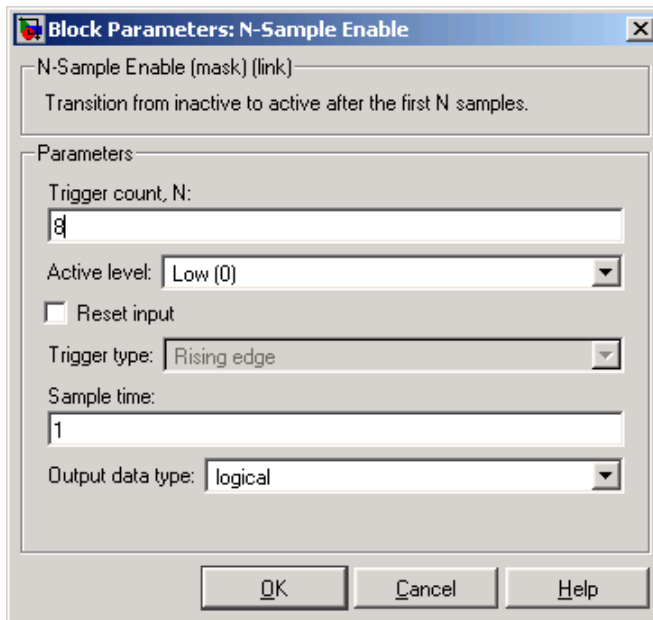 Block Parameters: N-Sample Enable
N-Sample Enable (mask) (link)
Transition from inactive to active after the first N samples.
Parameters
Trigger count, N:
8
Active level: Low (0)
Reset input
Trigger type: Rising edge
Sample time:
1
Output data type: logical
OK Cancel Help